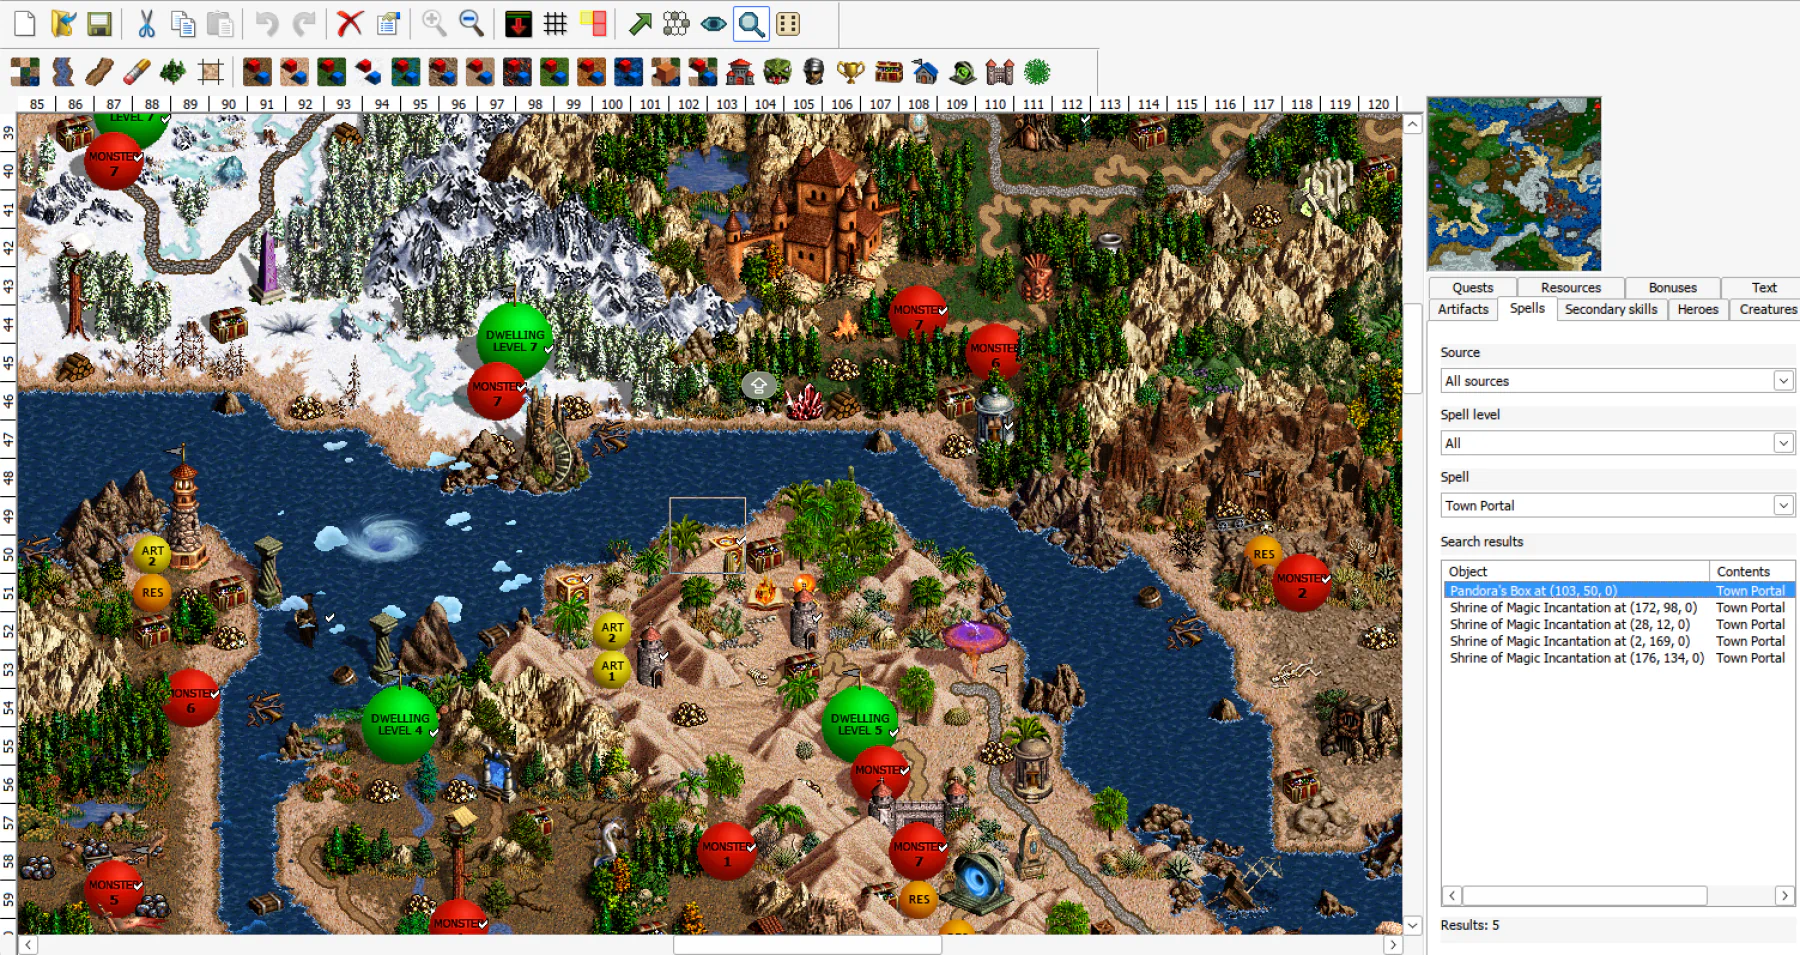 85 86 87 88 89 90 91 92 93 94 95 96 97 98 99 100 101 102 103 104 105 106 107 108 109 110 111 112 113 114 115 116 117 118 119 120
39
40
41
42
43
44
45
46
47
48
49
50
51
52
53
54
55
56
57
58
59
LEVEL 7
MONSTER
7
DWELLING
LEVEL 7
MONSTER
7
MONSTER
7
MONSTER
6
ART
2
RES
ART
2
ART
1
RES
MONSTER
2
MONSTER
6
DWELLING
LEVEL 4
DWELLING
LEVEL 5
MONSTER
MONSTER
1
MONSTER
7
MONSTER
5
RES
MONSTER
Quests Resources Bonuses Text
Artifacts Spells Secondary skills Heroes Creatures
Source
All sources
Spell level
All
Spell
Town Portal
Search results
Object Contents
Pandora's Box at (103, 50, 0) Town Portal
Shrine of Magic Incantation at (172, 98, 0) Town Portal
Shrine of Magic Incantation at (28, 12, 0) Town Portal
Shrine of Magic Incantation at (2, 169, 0) Town Portal
Shrine of Magic Incantation at (176, 134, 0) Town Portal
Results: 5